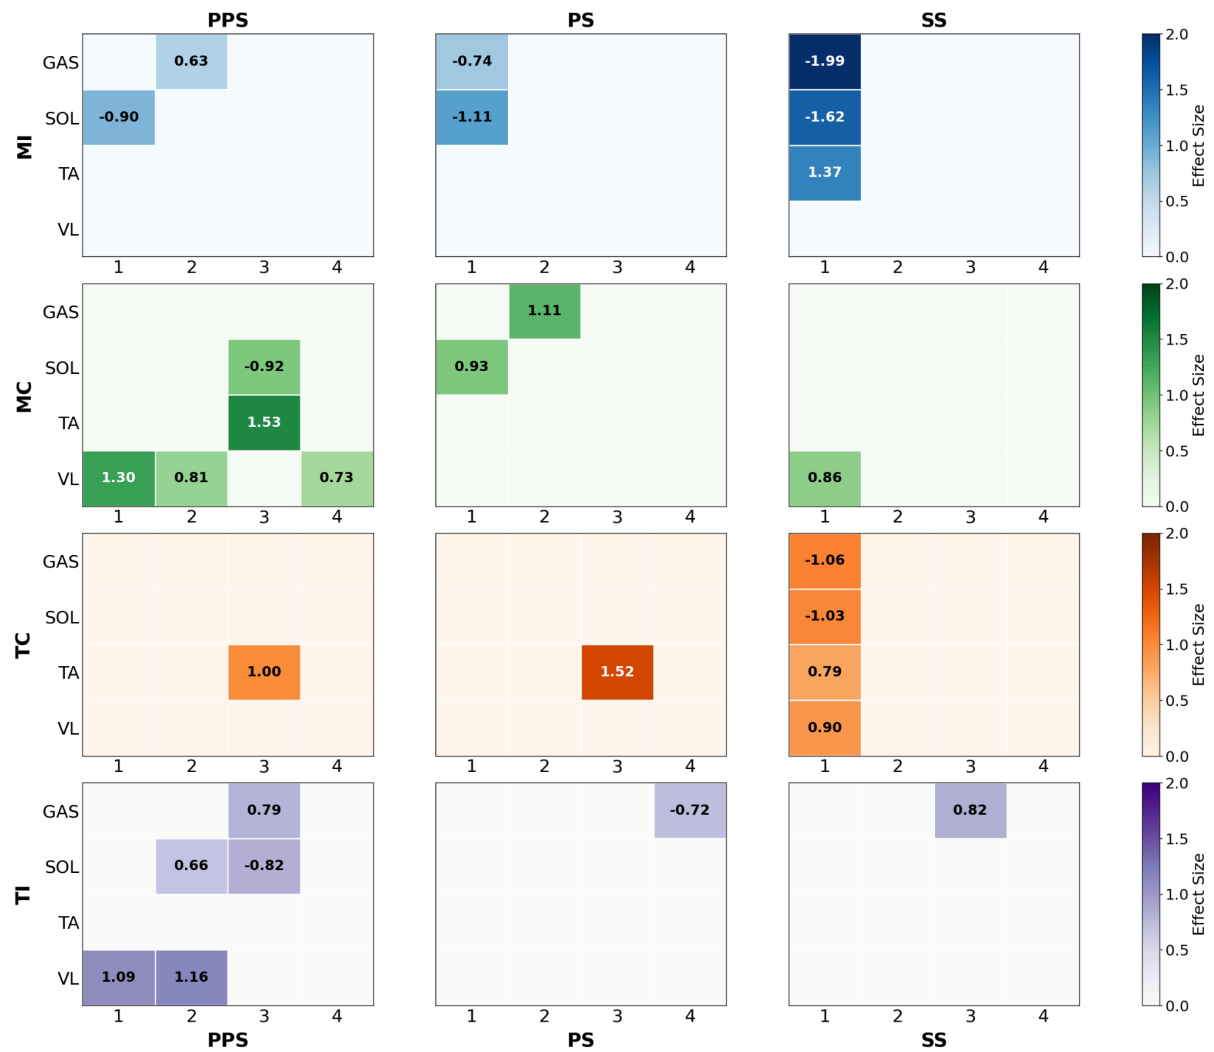 PPS PS SS
MI
GAS 0.63 -0.74 -1.99 2.0
SOL -0.90 -1.11 -1.62 1.5
TA 1.37 1.0
VL 0.5
0.0
Effect Size
1 2 3 4 1 2 3 4 1 2 3 4
MC
GAS 1.11 2.0
SOL -0.92 0.93 1.5
TA 1.53 1.0
VL 1.30 0.81 0.73 0.86 0.5
0.0
Effect Size
1 2 3 4 1 2 3 4 1 2 3 4
TC
GAS -1.06 2.0
SOL -1.03 1.5
TA 1.00 1.52 0.79 1.0
VL 0.90 0.5
0.0
Effect Size
1 2 3 4 1 2 3 4 1 2 3 4
TI
GAS 0.79 -0.72 0.82 2.0
SOL 0.66 -0.82 1.5
TA 1.0
VL 1.09 1.16 0.5
0.0
Effect Size
1 2 3 4 1 2 3 4 1 2 3 4
PPS PS SS